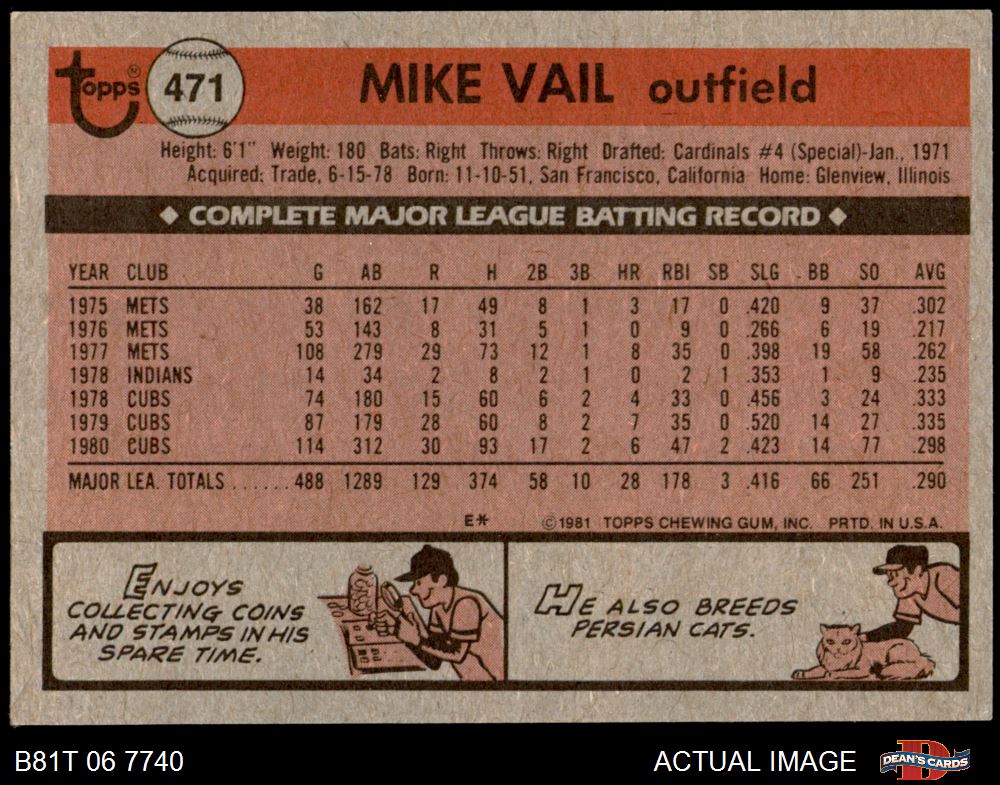 topps®
471
MIKE VAIL outfield
Height: 6'1" Weight: 180 Bats: Right Throws: Right Drafted: Cardinals #4 (Special)-Jan., 1971
Acquired: Trade, 6-15-78 Born: 11-10-51, San Francisco, California Home: Glenview, Illinois
◆ COMPLETE MAJOR LEAGUE BATTING RECORD ◆
YEAR CLUB G AB R H 2B 3B HR RBI SB SLG BB SO AVG
1975 METS 38 162 17 49 8 1 3 17 0 .420 9 37 .302
1976 METS 53 143 8 31 5 1 0 9 0 .266 6 19 .217
1977 METS 108 279 29 73 12 1 8 35 0 .398 19 58 .262
1978 INDIANS 14 34 2 8 2 1 0 2 1 .353 1 9 .235
1978 CUBS 74 180 15 60 6 2 4 33 0 .456 3 24 .333
1979 CUBS 87 179 28 60 8 2 7 35 0 .520 14 27 .335
1980 CUBS 114 312 30 93 17 2 6 47 2 .423 14 77 .298
MAJOR LEA. TOTALS ...... 488 1289 129 374 58 10 28 178 3 .416 66 251 .290
E* ©1981 TOPPS CHEWING GUM, INC. PRTD. IN U.S.A.
ENJOYS
COLLECTING COINS
AND STAMPS IN HIS
SPARE TIME.
HE ALSO BREEDS
PERSIAN CATS.
B81T 06 7740
ACTUAL IMAGE
D
DEAN'S CARDS